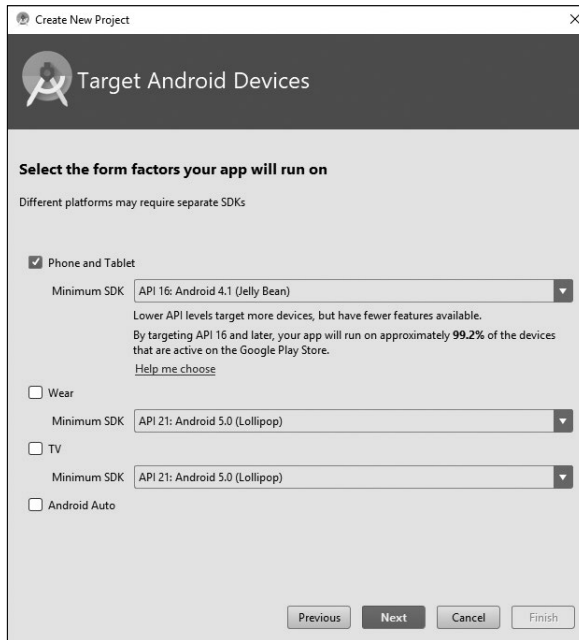 Create New Project
Target Android Devices
Select the form factors your app will run on
Different platforms may require separate SDKs
Phone and Tablet
Minimum SDK API 16: Android 4.1 (Jelly Bean)
Lower API levels target more devices, but have fewer features available.
By targeting API 16 and later, your app will run on approximately 99.2% of the devices
that are active on the Google Play Store.
Help me choose
Wear
Minimum SDK API 21: Android 5.0 (Lollipop)
TV
Minimum SDK API 21: Android 5.0 (Lollipop)
Android Auto
Previous Next Cancel Finish